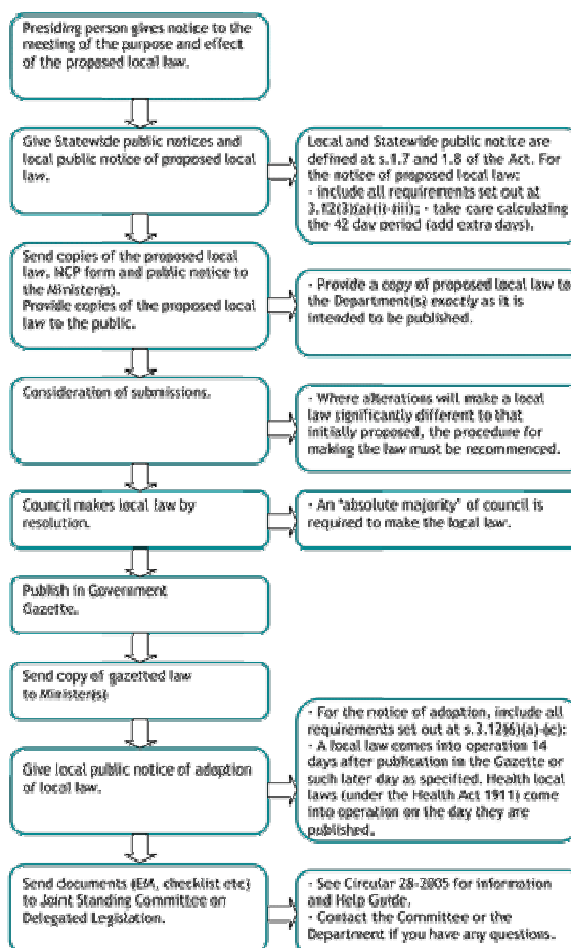 Presiding person gives notice to the
meeting of the purpose and effect
of the proposed local law.
Give Statewide public notices and
local public notice of proposed local
law.
Local and Statewide public notice are
defined at s.1.7 and 1.8 of the Act. For
the notice of proposed local law:
- include all requirements set out at
3.12(3)(a)(i)-(iii); - take care calculating
the 42 day period (add extra days).
Send copies of the proposed local
law, NCP form and public notice to
the Minister(s).
Provide copies of the proposed local
law to the public.
- Provide a copy of proposed local law to
the Department(s) exactly as it is
intended to be published.
Consideration of submissions.
- Where alterations will make a local
law significantly different to that
initially proposed, the procedure for
making the law must be recommenced.
Council makes local law by
resolution.
- An 'absolute majority' of council is
required to make the local law.
Publish in Government
Gazette.
Send copy of gazetted law
to Minister(s)
Give local public notice of adoption
of local law.
- For the notice of adoption, include all
requirements set out at s.3.12(6)(a)-(c):
- A local law comes into operation 14
days after publication in the Gazette or
such later day as specified. Health local
laws (under the Health Act 1911) come
into operation on the day they are
published.
Send documents (EM, checklist etc)
to Joint Standing Committee on
Delegated Legislation.
- See Circular 28-2005 for information
and Help Guide.
- Contact the Committee or the
Department if you have any questions.